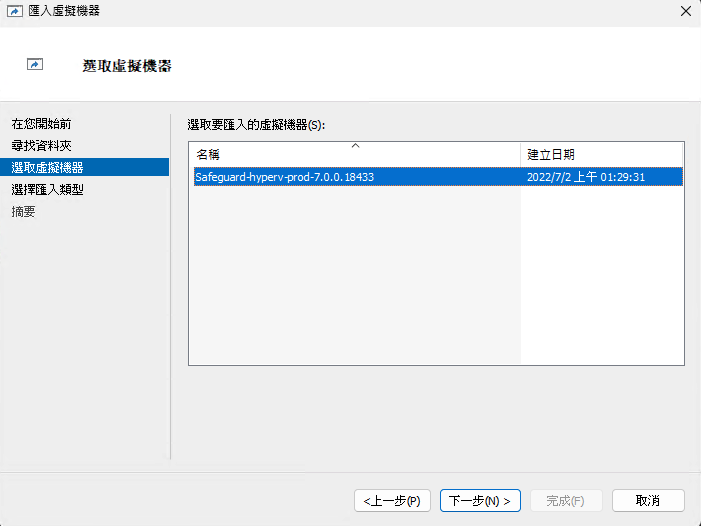 匯入虛擬機器
選取虛擬機器
在您開始前
尋找資料夾
選取虛擬機器
選擇匯入類型
摘要
選取要匯入的虛擬機器(S):
名稱 建立日期
Safeguard-hyperv-prod-7.0.0.18433 2022/7/2 上午 01:29:31
<上一步(P) 下一步(N) > 完成(F) 取消